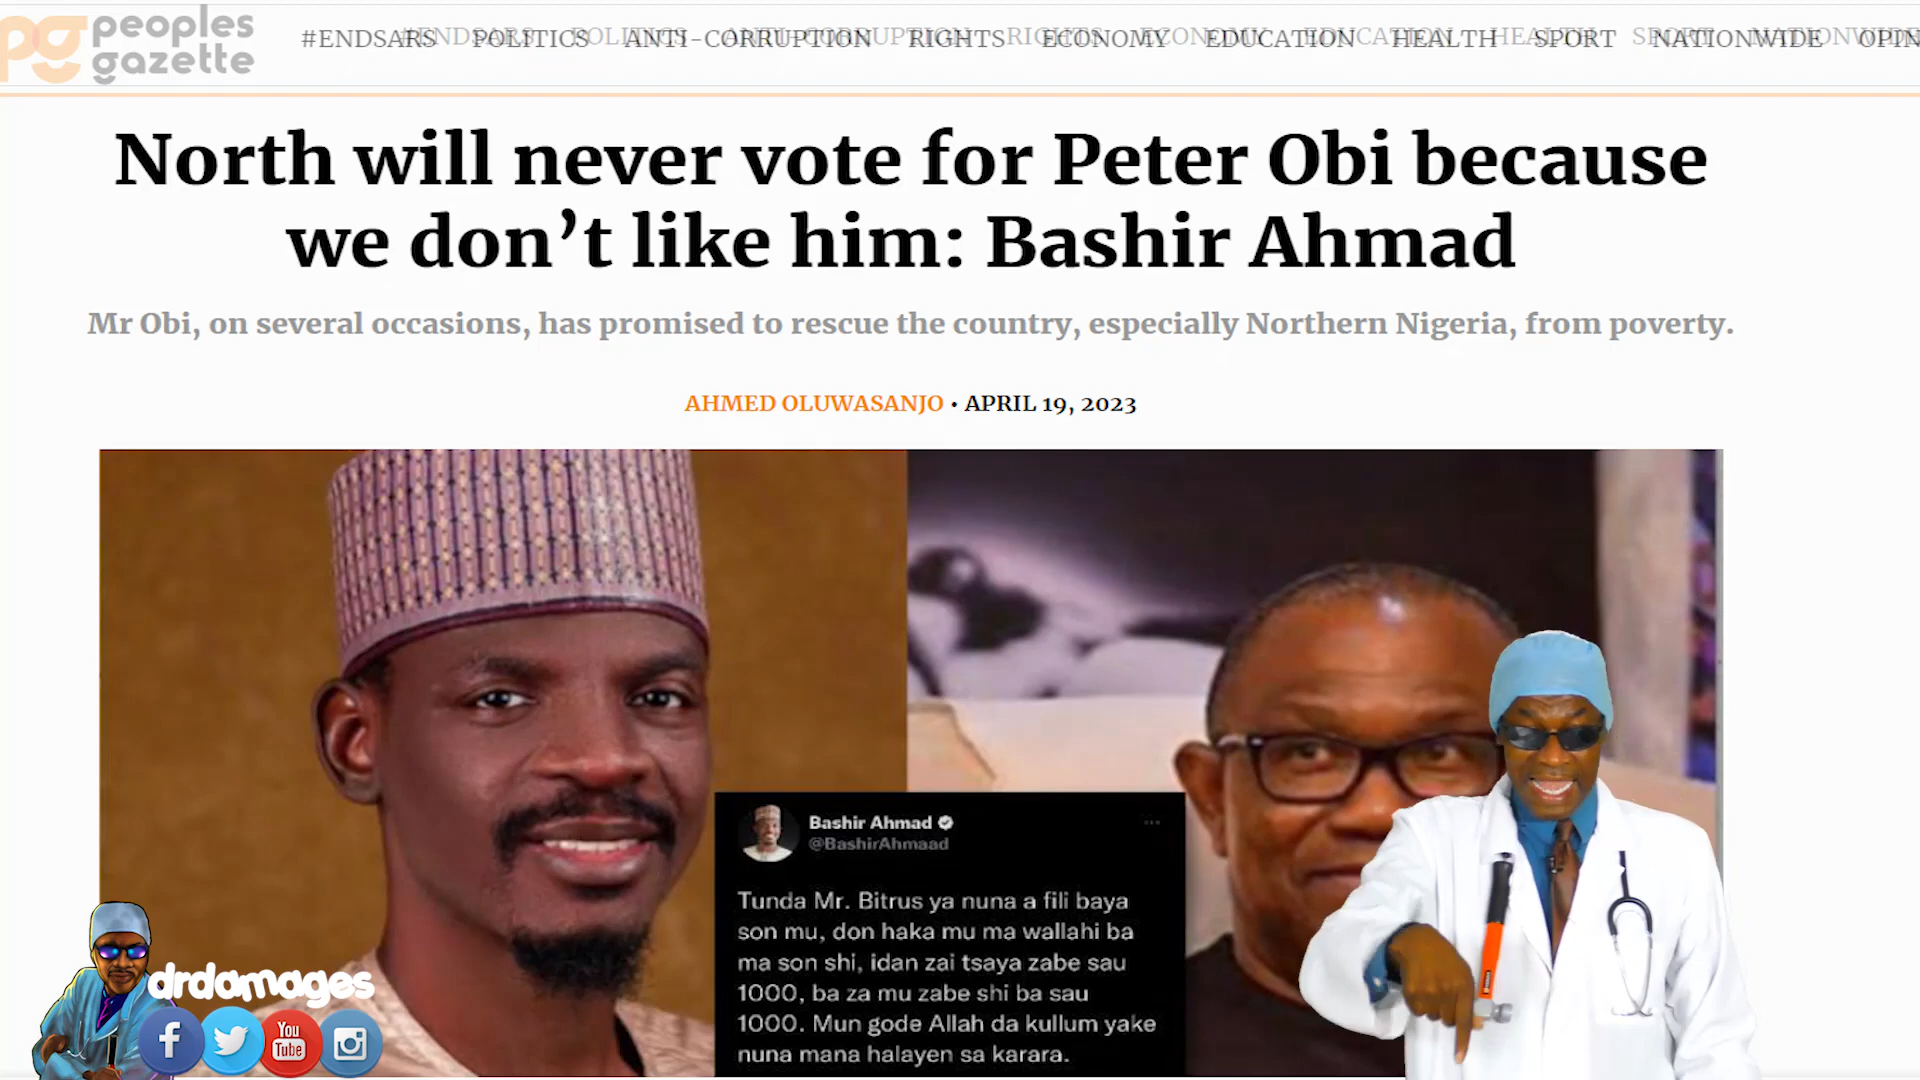 peoples gazette
#ENDSARS POLITICS ANTI-CORRUPTION RIGHTS ECONOMY EDUCATION HEALTH SPORT NATIONWIDE OPIN
North will never vote for Peter Obi because
we don't like him: Bashir Ahmad
Mr Obi, on several occasions, has promised to rescue the country, especially Northern Nigeria, from poverty.
AHMED OLUWASANJO • APRIL 19, 2023
Bashir Ahmad
@BashirAhmaad
Tunda Mr. Bitrus ya nuna a fili baya
son mu, don haka mu ma wallahi ba
ma son shi, idan zai tsaya zabe sau
1000, ba za mu zabe shi ba sau
1000. Mun gode Allah da kullum yake
nuna mana halayen sa karara.
drdamages
You
Tube